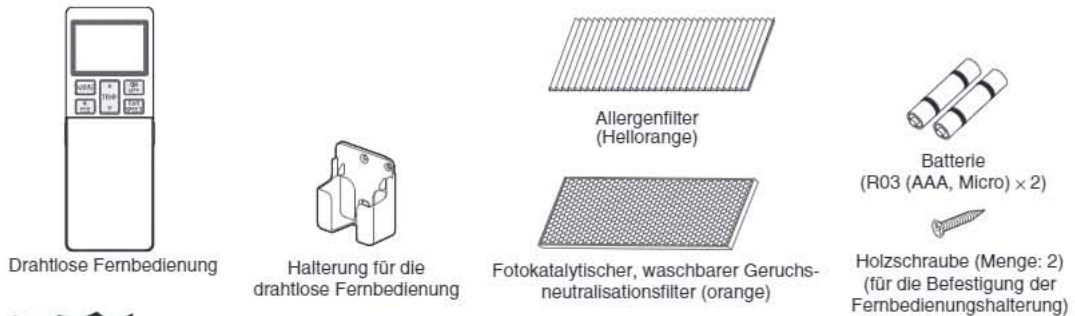 Drahtlose Fernbedienung
Halterung für die
drahtlose Fernbedienung
Allergenfilter
(Hellorange)
Fotokatalytischer, waschbarer Geruchs-
neutralisationsfilter (orange)
Batterie
(R03 (AAA, Micro) × 2)
Holzschraube (Menge: 2)
(für die Befestigung der
Fernbedienungshalterung)
TEMP